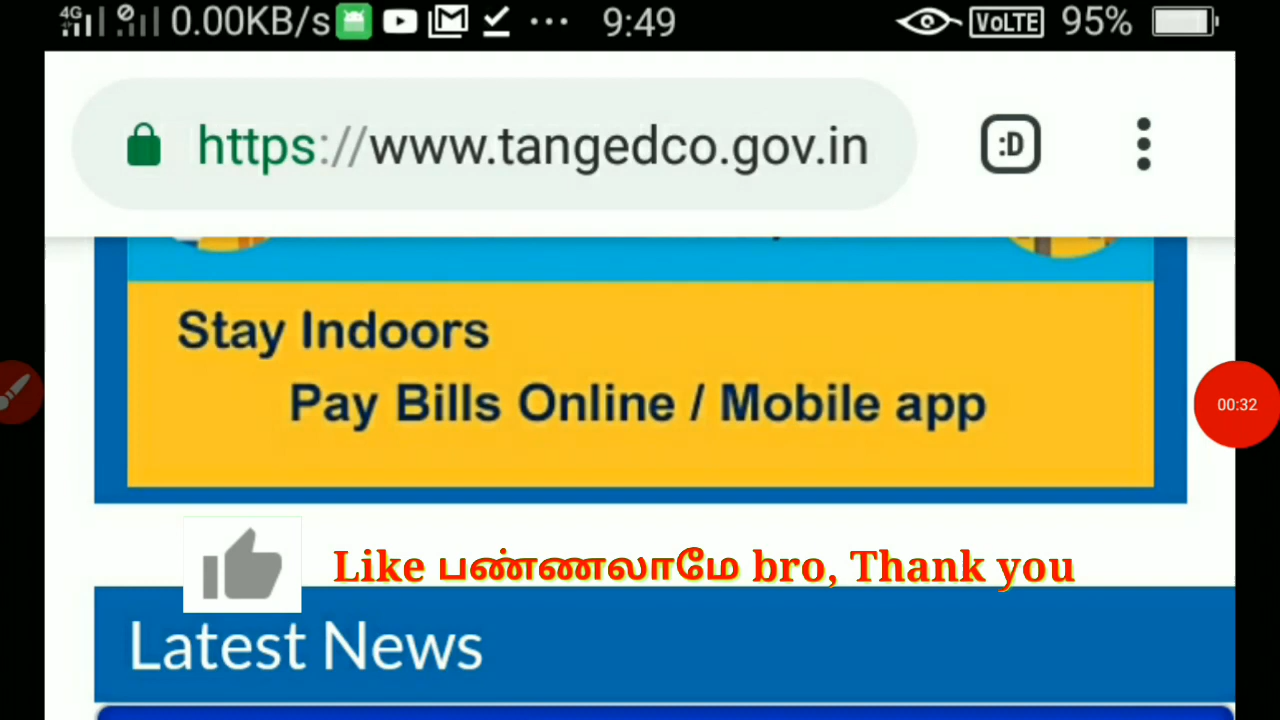 4G 0.00KB/s 9:49 VoLTE 95%
https://www.tangedco.gov.in :D
Stay Indoors
Pay Bills Online / Mobile app
00:32
Like பண்ணலாமே bro, Thank you
Latest News